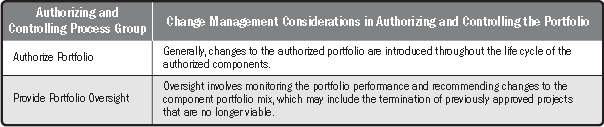 Authorizing and
Controlling Process Group
Change Management Considerations in Authorizing and Controlling the Portfolio
Authorize Portfolio
Generally, changes to the authorized portfolio are introduced throughout the life cycle of the
authorized components.
Provide Portfolio Oversight
Oversight involves monitoring the portfolio performance and recommending changes to the
component portfolio mix, which may include the termination of previously approved projects
that are no longer viable.